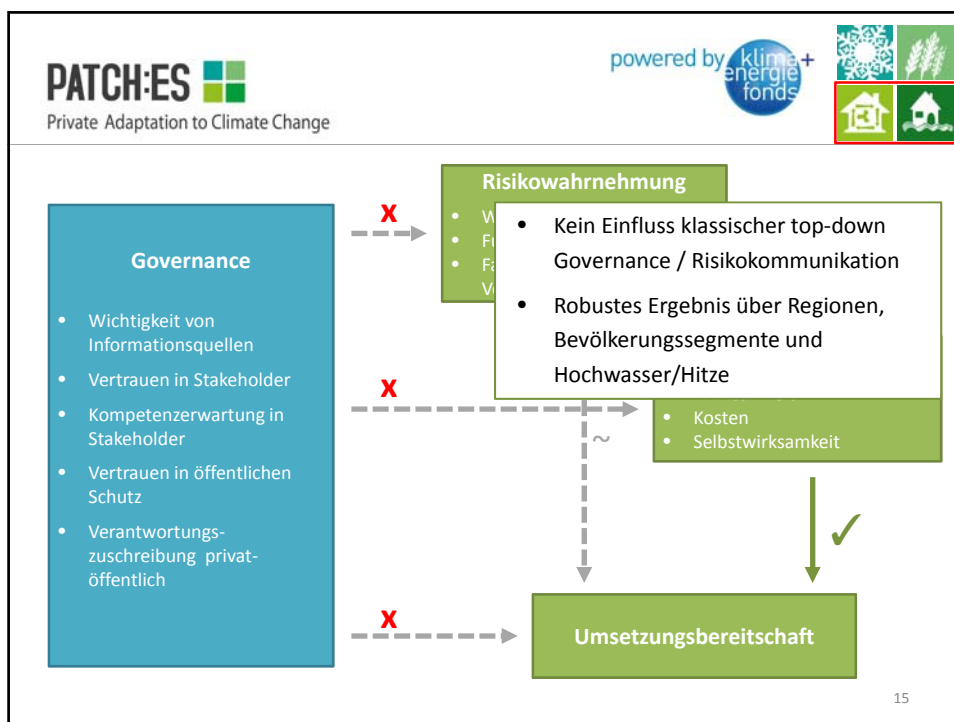 PATCH:ES
Private Adaptation to Climate Change
powered by
klima+
energie
fonds
Risikowahrnehmung
X
• Kein Einfluss klassischer top-down
Governance / Risikokommunikation
• Robustes Ergebnis über Regionen,
Bevölkerungssegmente und
Hochwasser/Hitze
Governance
• Wichtigkeit von
Informationsquellen
• Vertrauen in Stakeholder
• Kompetenzerwartung in
Stakeholder
• Vertrauen in öffentlichen
Schutz
• Verantwortungs-
zuschreibung privat-
öffentlich
X
• Kosten
• Selbstwirksamkeit
~
✓
X
Umsetzungsbereitschaft
15